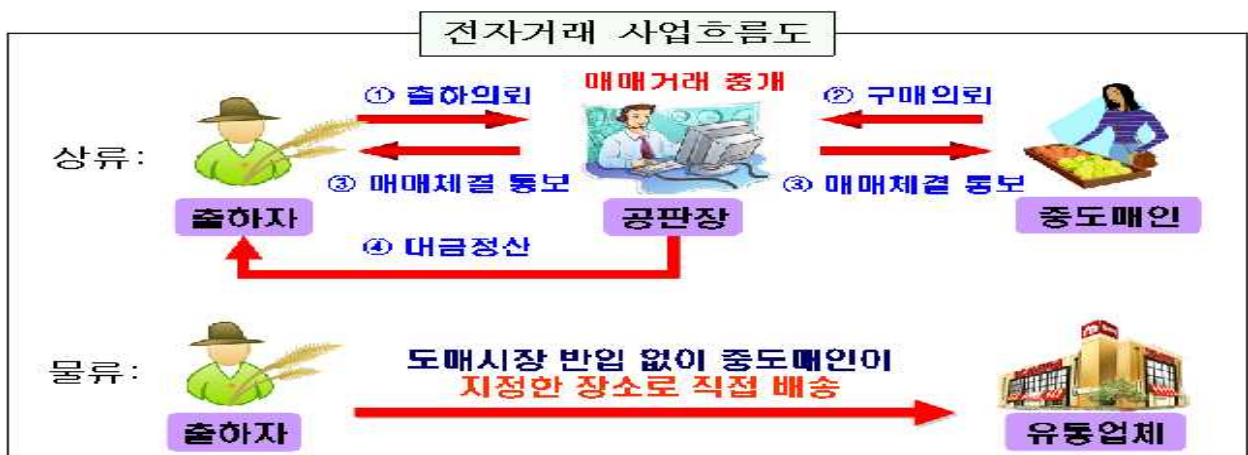 전자거래 사업흐름도
매매거래 중개
① 출하의뢰
② 구매의뢰
상류:
③ 매매체결 통보
③ 매매체결 통보
출하자
공판장
중도매인
④ 대금정산
물류:
도매시장 반입 없이 중도매인이
지정한 장소로 직접 배송
출하자
유통업체